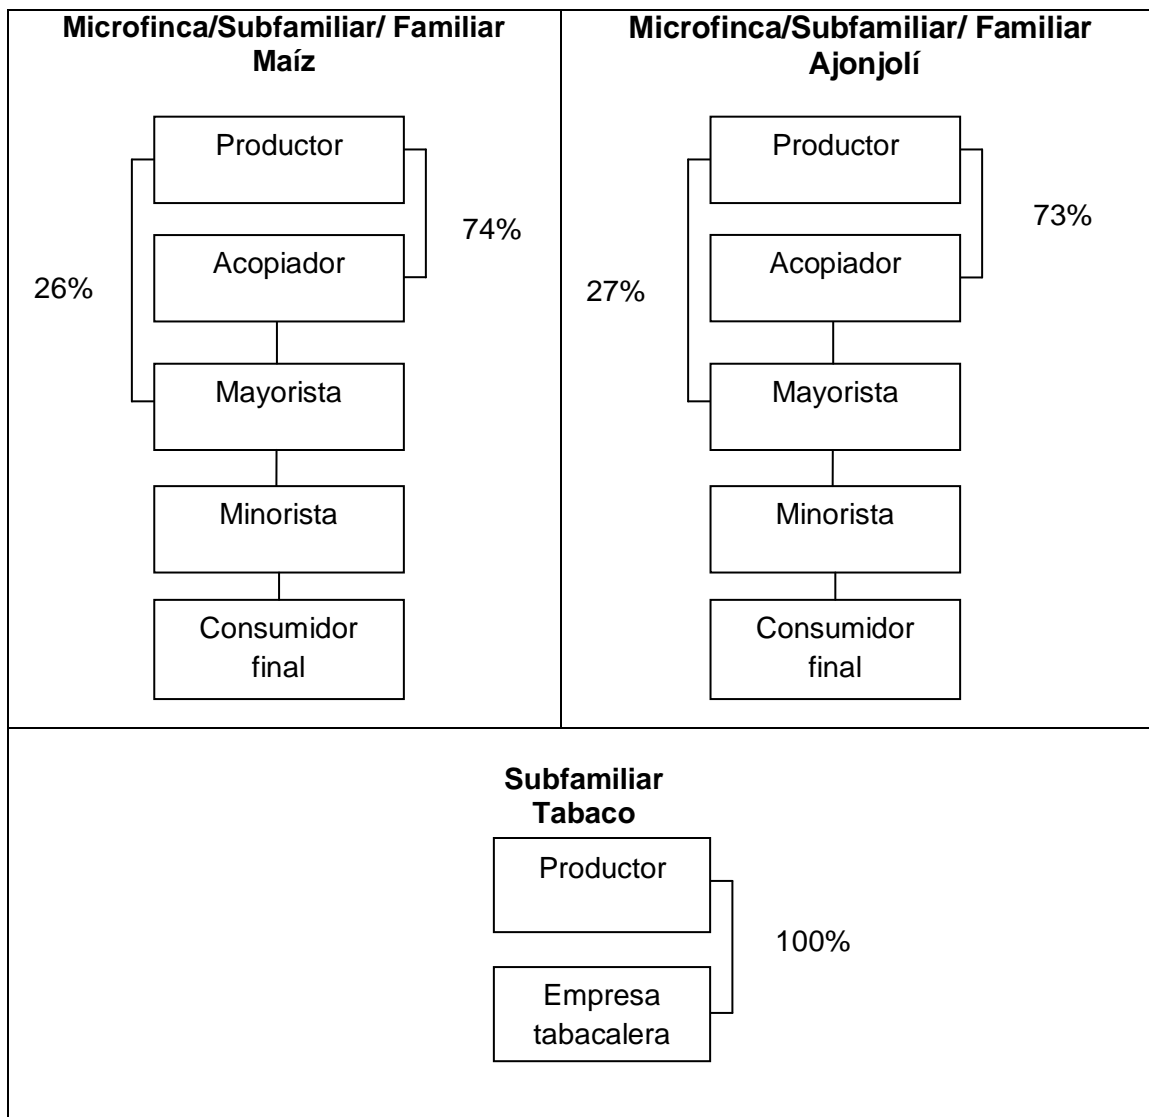 Microfinca/Subfamiliar/ Familiar
Maíz
Productor
74%
Acopiador
26%
Mayorista
Minorista
Consumidor
final
Microfinca/Subfamiliar/ Familiar
Ajonjolí
Productor
73%
Acopiador
27%
Mayorista
Minorista
Consumidor
final
Subfamiliar
Tabaco
Productor
100%
Empresa
tabacalera